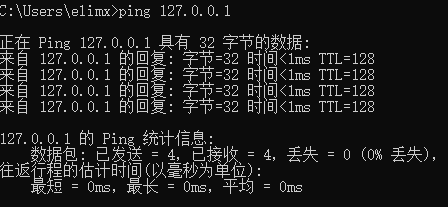 C:\Users\elimx>ping 127.0.0.1
正在 Ping 127.0.0.1 具有 32 字节的数据:
来自 127.0.0.1 的回复: 字节=32 时间<1ms TTL=128
来自 127.0.0.1 的回复: 字节=32 时间<1ms TTL=128
来自 127.0.0.1 的回复: 字节=32 时间<1ms TTL=128
来自 127.0.0.1 的回复: 字节=32 时间<1ms TTL=128
127.0.0.1 的 Ping 统计信息:
数据包: 已发送 = 4，已接收 = 4，丢失 = 0 (0% 丢失)，
往返行程的估计时间(以毫秒为单位):
最短 = 0ms，最长 = 0ms，平均 = 0ms